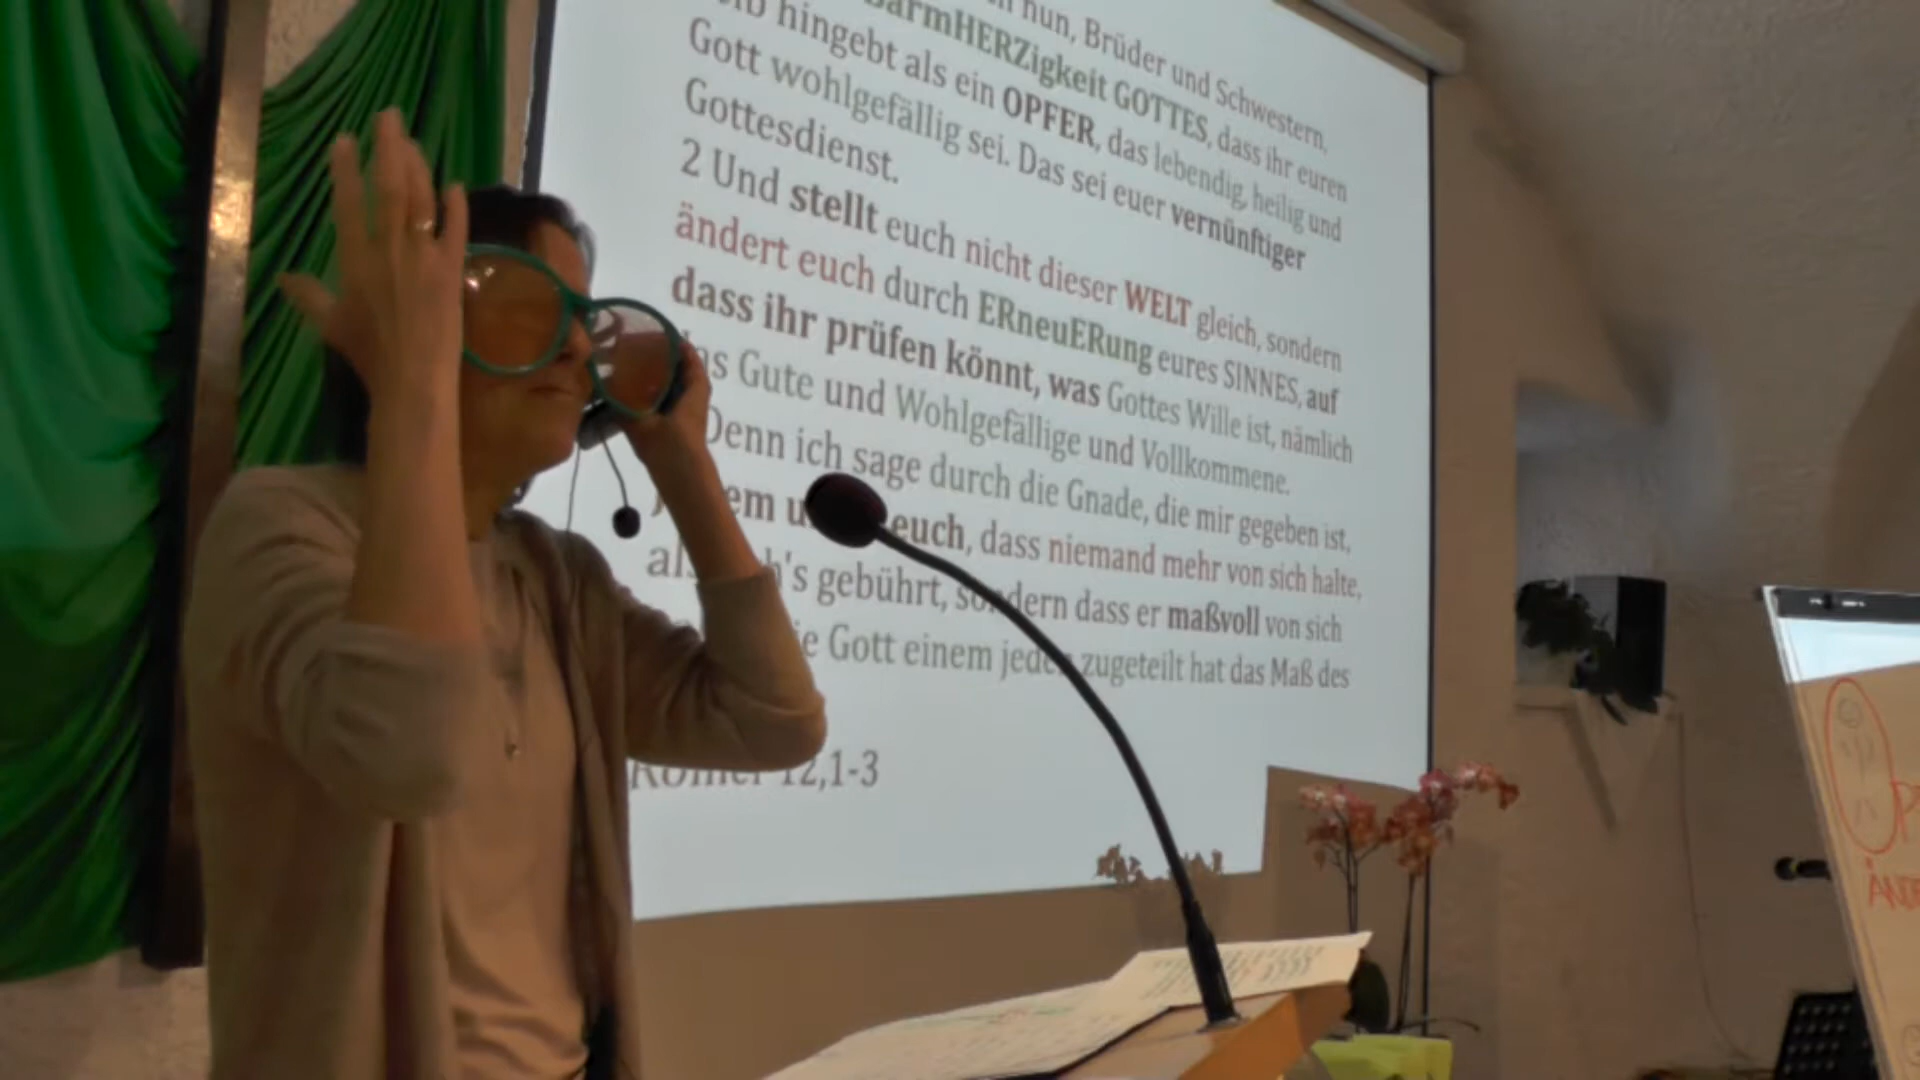 nun, Brüder und Schwestern,
BarmHERZigkeit GOTTES, dass ihr euren
hingebt als ein OPFER, das lebendig, heilig und
Gott wohlgefällig sei. Das sei euer vernünftiger
Gottesdienst.
2 Und stellt euch nicht dieser WELT gleich, sondern
ändert euch durch ERneuERung eures SINNES, auf
dass ihr prüfen könnt, was Gottes Wille ist, nämlich
Gute und Wohlgefällige und Vollkommene.
Denn ich sage durch die Gnade, die mir gegeben ist,
euch, dass niemand mehr von sich halte,
gebührt, sondern dass er maßvoll von sich
Gott einem jeden zugeteilt hat das Maß des
Römer 12,1-3